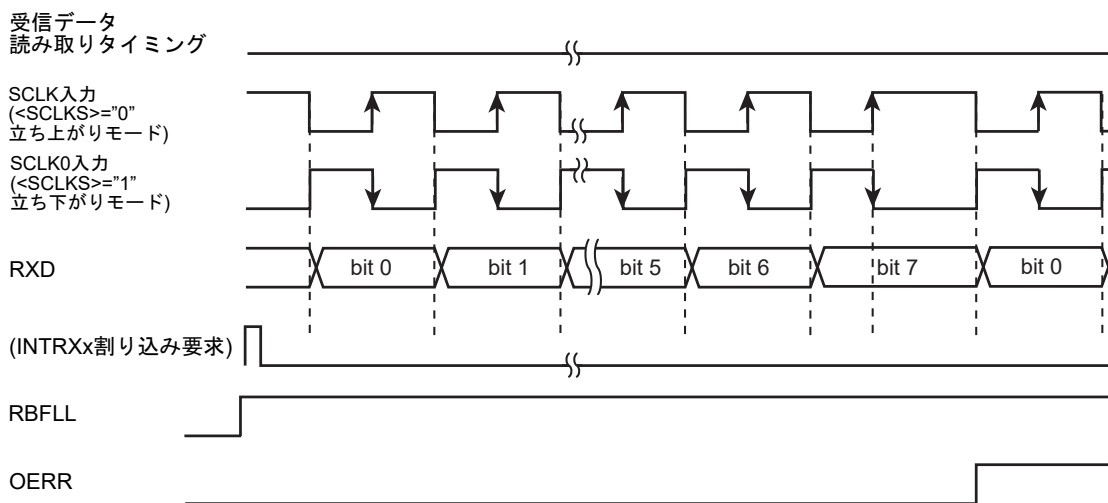 受信データ
読み取りタイミング
SCLK入力
(<SCLKS>="0"
立ち上がりモード)
SCLK0入力
(<SCLKS>="1"
立ち下がりモード)
RXD
bit 0
bit 1
bit 5
bit 6
bit 7
bit 0
(INTRXx割り込み要求)
RBFLL
OERR